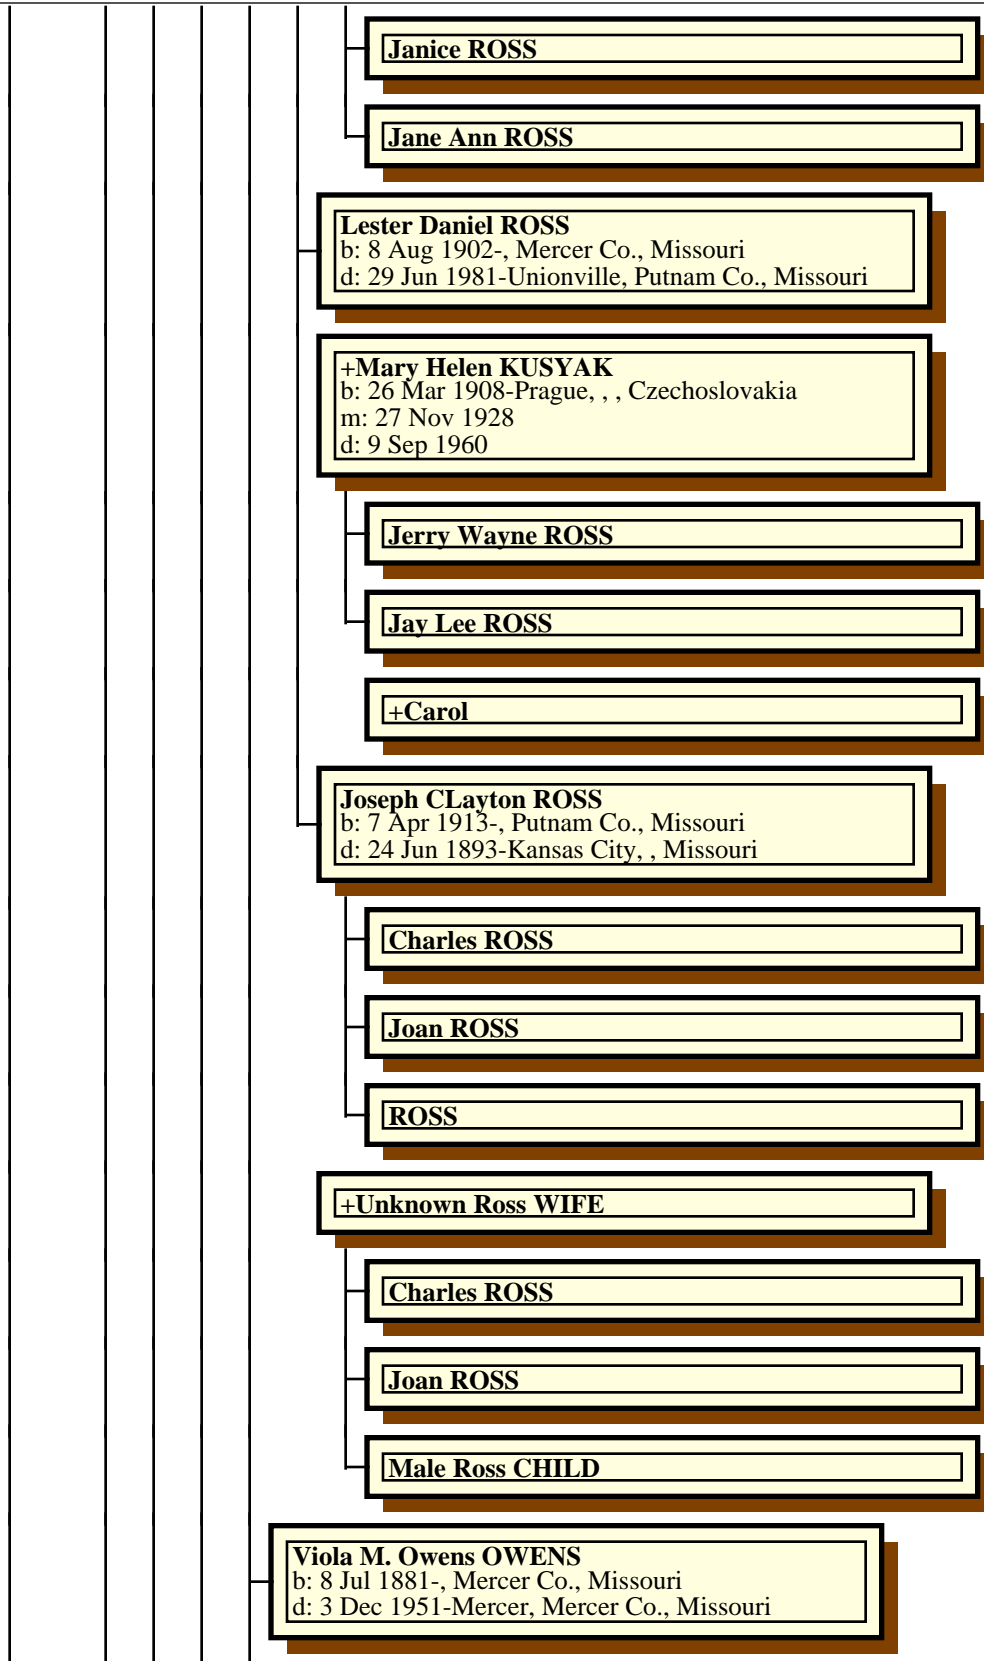 Janice ROSS
Jane Ann ROSS
Lester Daniel ROSS
b: 8 Aug 1902-, Mercer Co., Missouri
d: 29 Jun 1981-Unionville, Putnam Co., Missouri
+Mary Helen KUSYAK
b: 26 Mar 1908-Prague, , , Czechoslovakia
m: 27 Nov 1928
d: 9 Sep 1960
Jerry Wayne ROSS
Jay Lee ROSS
+Carol
Joseph CLayton ROSS
b: 7 Apr 1913-, Putnam Co., Missouri
d: 24 Jun 1893-Kansas City, , Missouri
Charles ROSS
Joan ROSS
ROSS
+Unknown Ross WIFE
Charles ROSS
Joan ROSS
Male Ross CHILD
Viola M. Owens OWENS
b: 8 Jul 1881-, Mercer Co., Missouri
d: 3 Dec 1951-Mercer, Mercer Co., Missouri